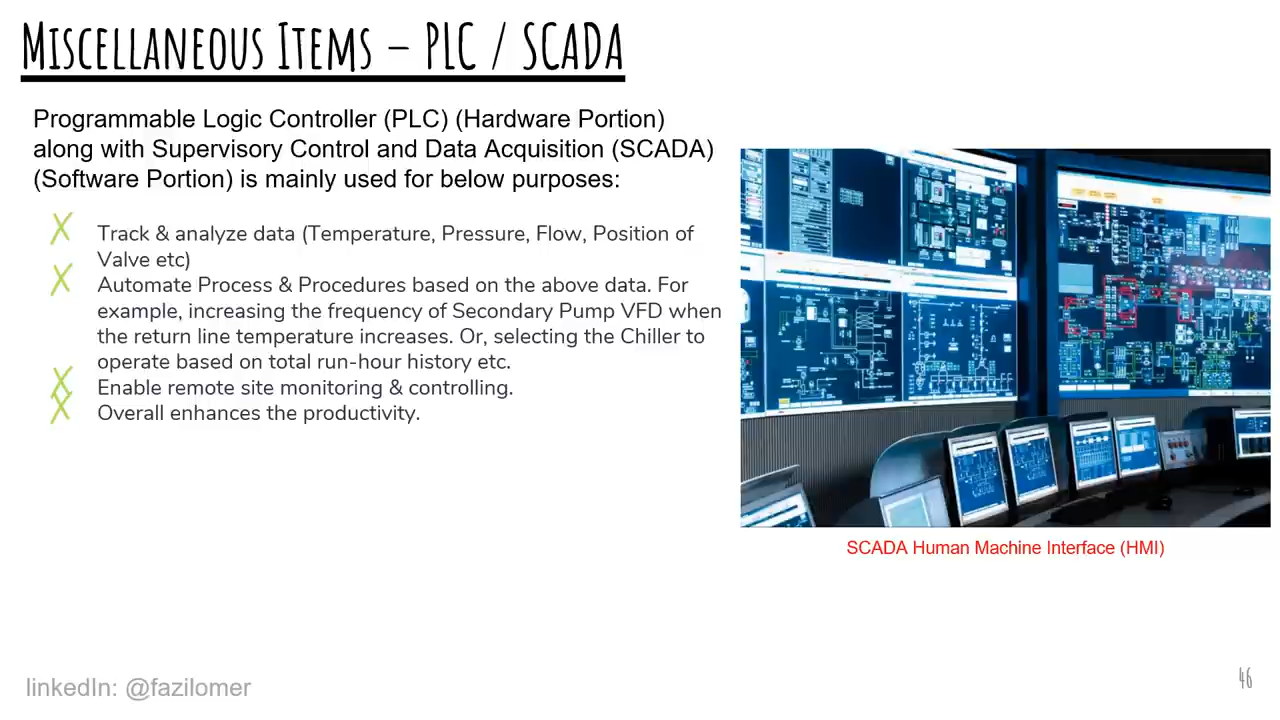 Miscellaneous Items – PLC / SCADA
Programmable Logic Controller (PLC) (Hardware Portion)
along with Supervisory Control and Data Acquisition (SCADA)
(Software Portion) is mainly used for below purposes:
Track & analyze data (Temperature, Pressure, Flow, Position of
Valve etc)
Automate Process & Procedures based on the above data. For
example, increasing the frequency of Secondary Pump VFD when
the return line temperature increases. Or, selecting the Chiller to
operate based on total run-hour history etc.
Enable remote site monitoring & controlling.
Overall enhances the productivity.
SCADA Human Machine Interface (HMI)
linkedIn: @fazilomer
46